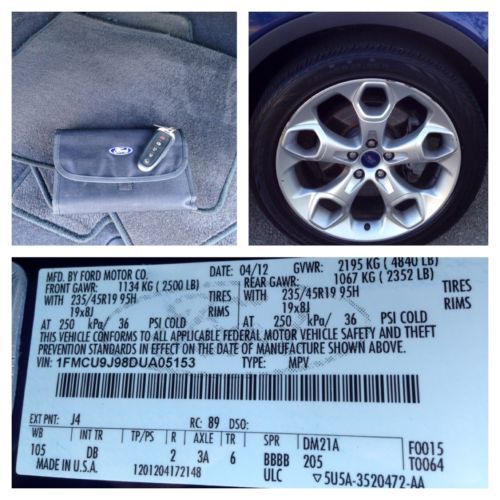 Ford
MFD. BY FORD MOTOR CO. DATE: 04/12 GVWR: 2195 KG ( 4840 LB)
FRONT GAWR: 1134 KG ( 2500 LB) REAR GAWR: 1067 KG ( 2352 LB)
WITH 235/45R19 95H TIRES WITH 235/45R19 95H TIRES
19x8J RIMS 19x8J RIMS
AT 250 kPa/ 36 PSI COLD AT 250 kPa/ 36 PSI COLD
THIS VEHICLE CONFORMS TO ALL APPLICABLE FEDERAL MOTOR VEHICLE SAFETY AND THEFT
PREVENTION STANDARDS IN EFFECT ON THE DATE OF MANUFACTURE SHOWN ABOVE.
VIN: 1FMCU9J98DUA05153 TYPE: MPV
EXT PNT: J4 RC: 89 DSO:
WB INT TR TP/PS R AXLE TR SPR DM21A F0015
105 DB 2 3A 6 BBBB 205 T0064
MADE IN U.S.A. 1201204172148 ULC 5U5A-3520472-AA